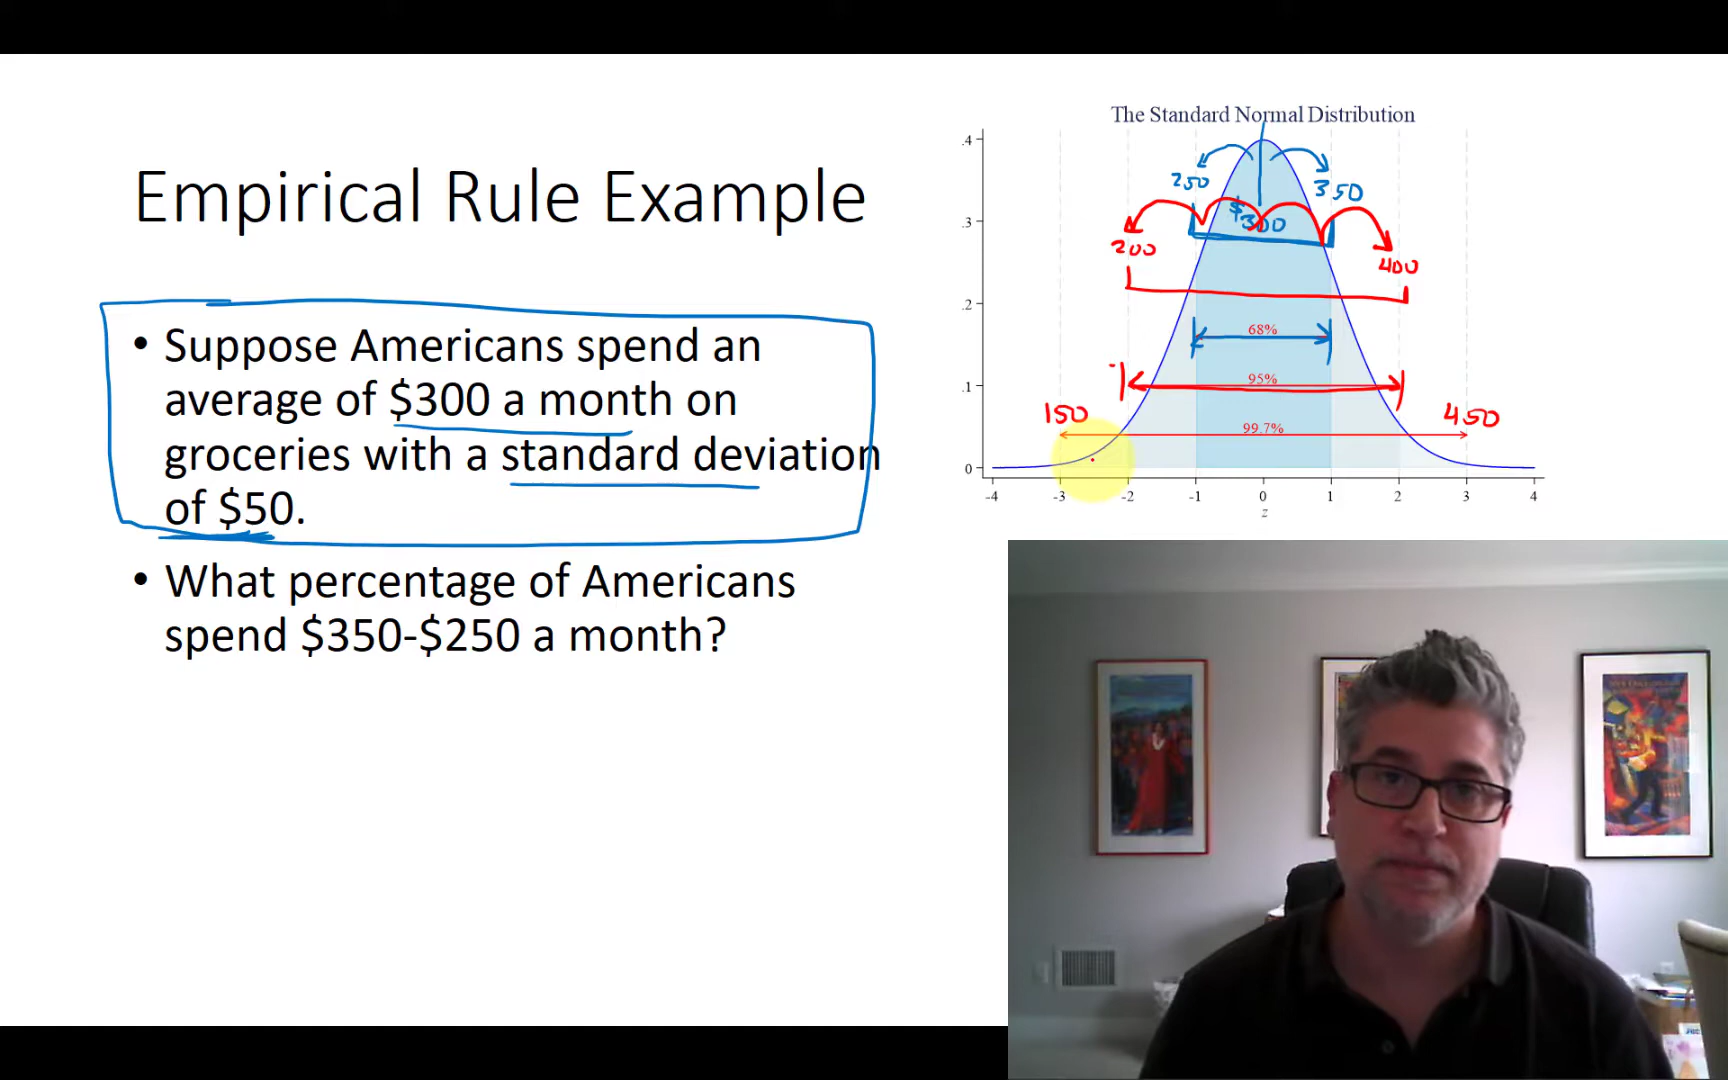 Empirical Rule Example
• Suppose Americans spend an
average of $300 a month on
groceries with a standard deviation
of $50.
• What percentage of Americans
spend $350-$250 a month?
The Standard Normal Distribution
.4
.3
.2
.1
0
250
350
$300
200
400
68%
95%
150
450
99.7%
-4 -3 -2 -1 0 1 2 3 4
z